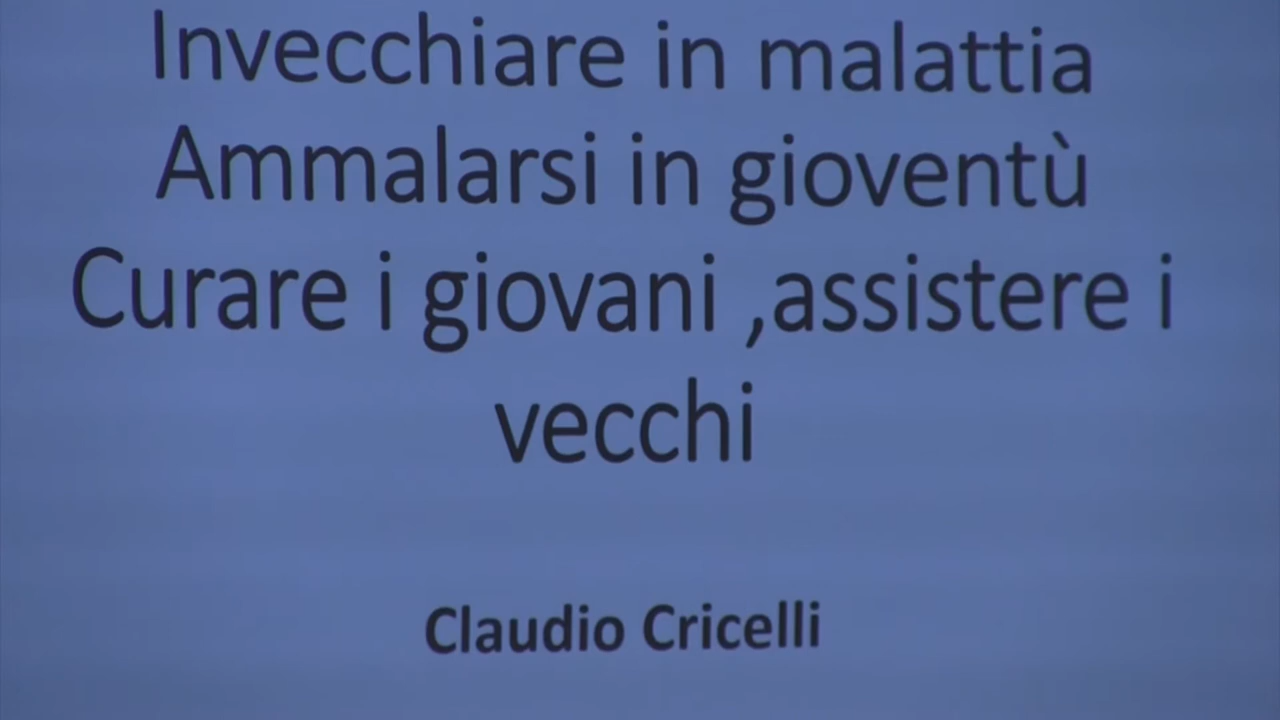 Invecchiare in malattia
Ammalarsi in gioventù
Curare i giovani ,assistere i
vecchi
Claudio Cricelli